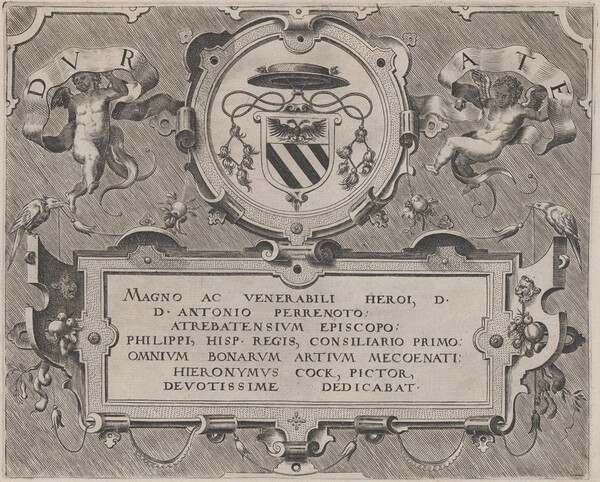 DVR ATE
MAGNO AC VENERABILI HEROI, D.
D. ANTONIO PERRENOTO:
ATREBATENSIVM EPISCOPO:
PHILIPPI, HISP. REGIS, CONSILIARIO PRIMO:
OMNIVM BONARVM ARTIVM MECOENATI:
HIERONYMVS COCK, PICTOR,
DEVOTISSIME DEDICABAT.